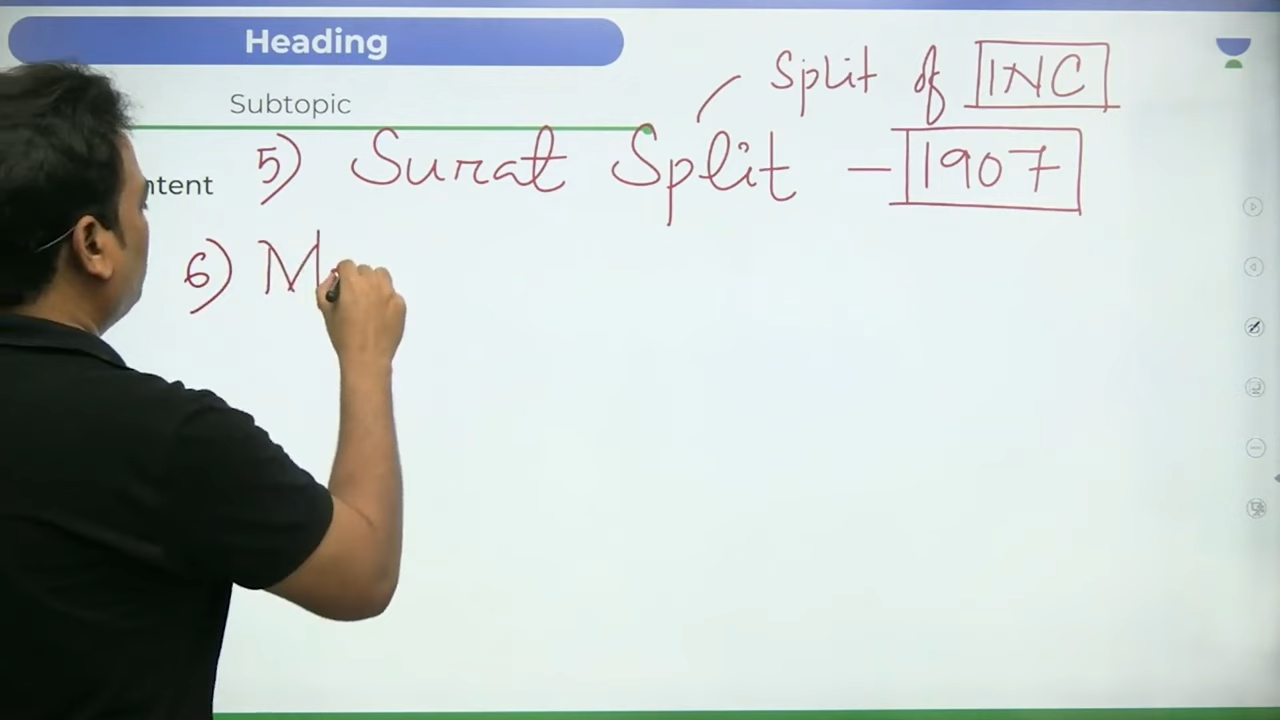 Heading
Split of INC
Subtopic
5) Surat Split - 1907
ntent
6) M